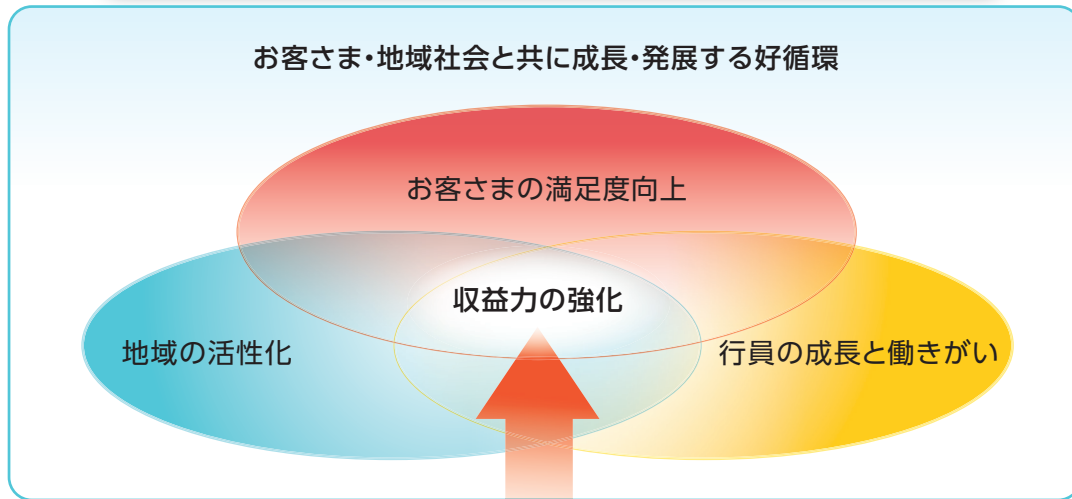 お客さま・地域社会と共に成長・発展する好循環
お客さまの満足度向上
収益力の強化
地域の活性化
行員の成長と働きがい